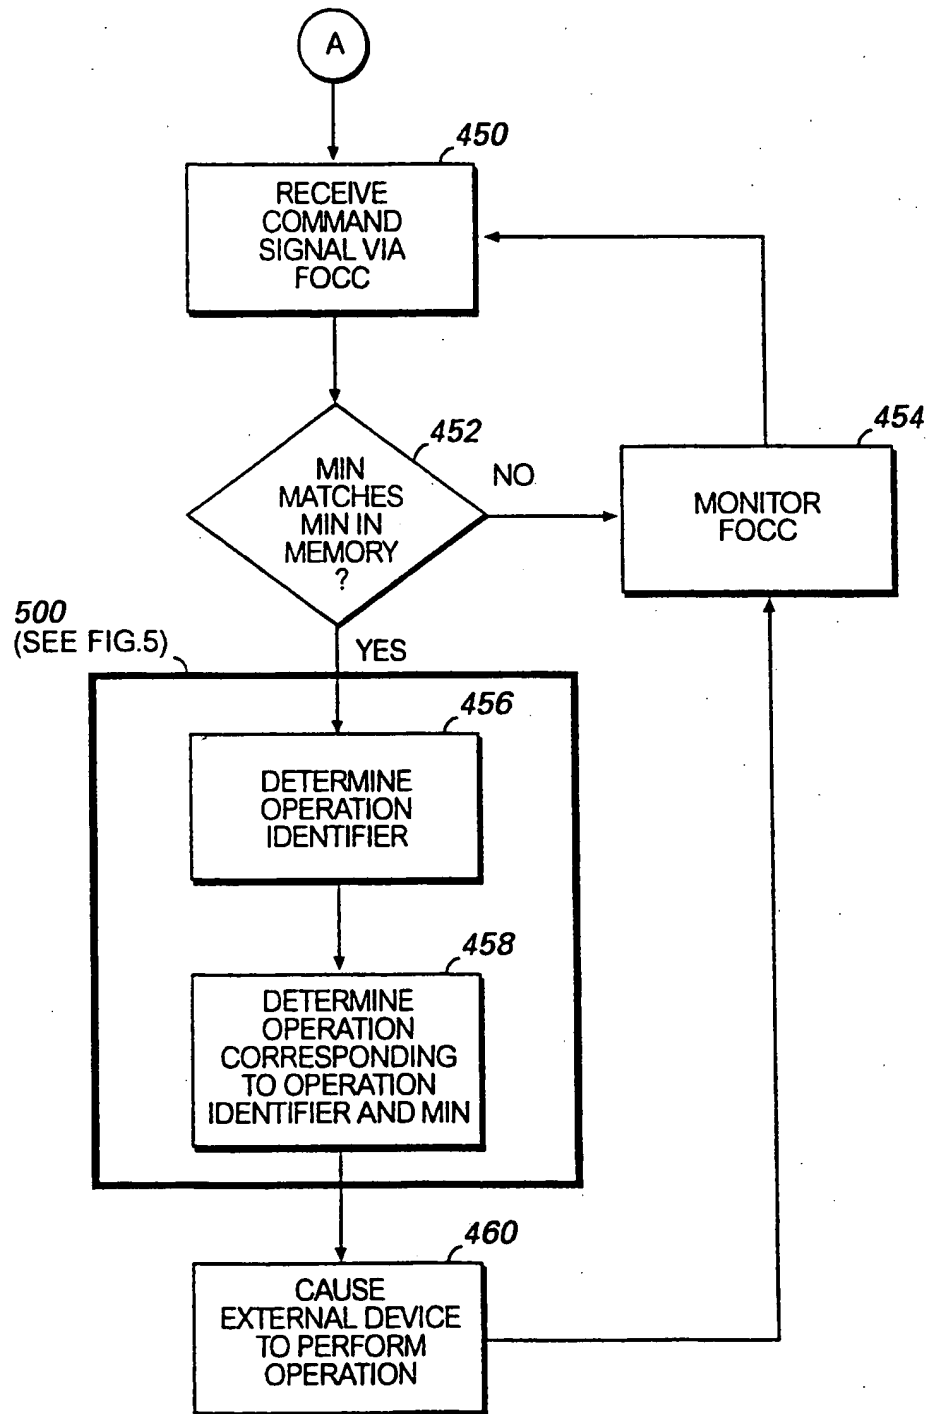 A
450
RECEIVE
COMMAND
SIGNAL VIA
FOCC
452
MIN
MATCHES
MIN IN
MEMORY
?
NO
454
MONITOR
FOCC
500
(SEE FIG.5)
YES
456
DETERMINE
OPERATION
IDENTIFIER
458
DETERMINE
OPERATION
CORRESPONDING
TO OPERATION
IDENTIFIER AND MIN
460
CAUSE
EXTERNAL DEVICE
TO PERFORM
OPERATION